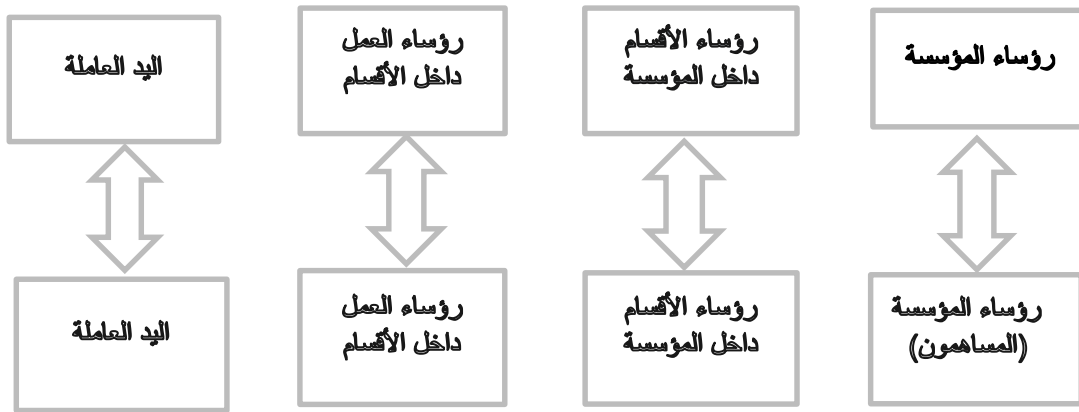 رؤساء المؤسسة
رؤساء الأقسام
داخل المؤسسة
رؤساء العمل
داخل الأقسام
اليد العاملة
رؤساء المؤسسة
(المساهمون)
رؤساء الأقسام
داخل المؤسسة
رؤساء العمل
داخل الأقسام
اليد العاملة